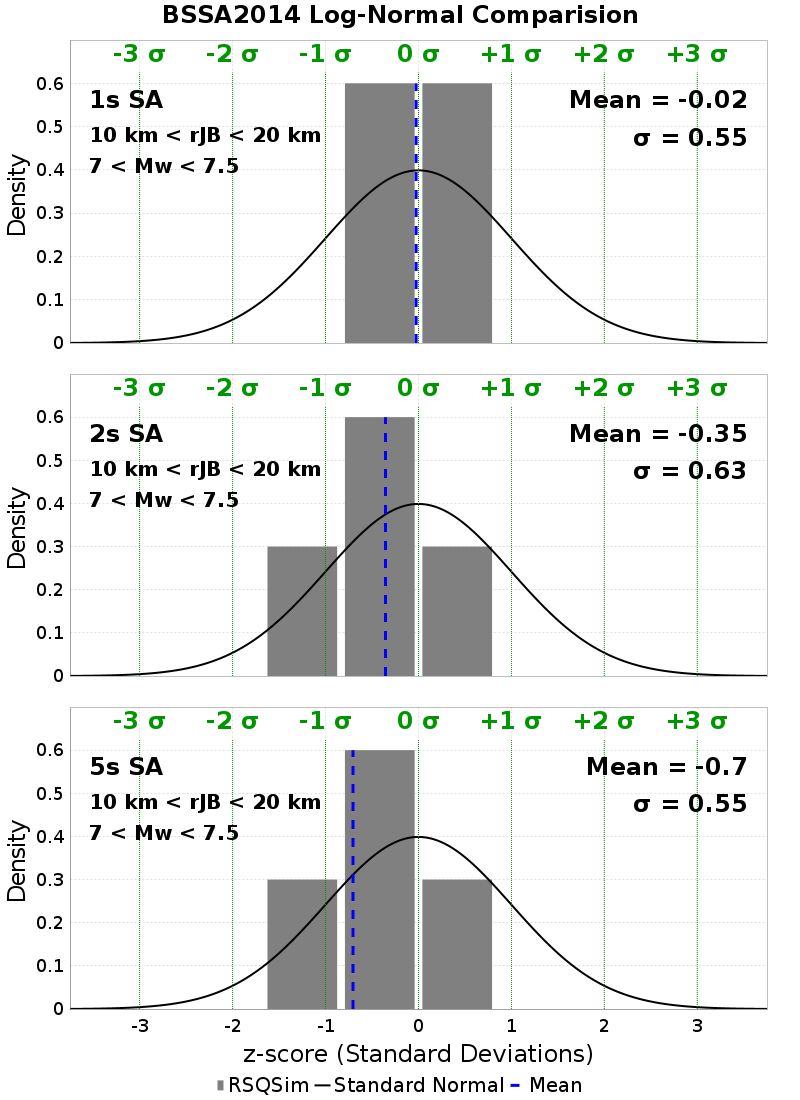 BSSA2014 Log-Normal Comparision
-3 σ -2 σ -1 σ 0 σ +1 σ +2 σ +3 σ
1s SA Mean = -0.02
10 km < rJB < 20 km σ = 0.55
7 < Mw < 7.5
0.6
0.5
0.4
0.3
0.2
0.1
0
Density
-3 σ -2 σ -1 σ 0 σ +1 σ +2 σ +3 σ
2s SA Mean = -0.35
10 km < rJB < 20 km σ = 0.63
7 < Mw < 7.5
0.6
0.5
0.4
0.3
0.2
0.1
0
Density
-3 σ -2 σ -1 σ 0 σ +1 σ +2 σ +3 σ
5s SA Mean = -0.7
10 km < rJB < 20 km σ = 0.55
7 < Mw < 7.5
0.6
0.5
0.4
0.3
0.2
0.1
0
Density
-3 -2 -1 0 1 2 3
z-score (Standard Deviations)
RSQSim Standard Normal Mean